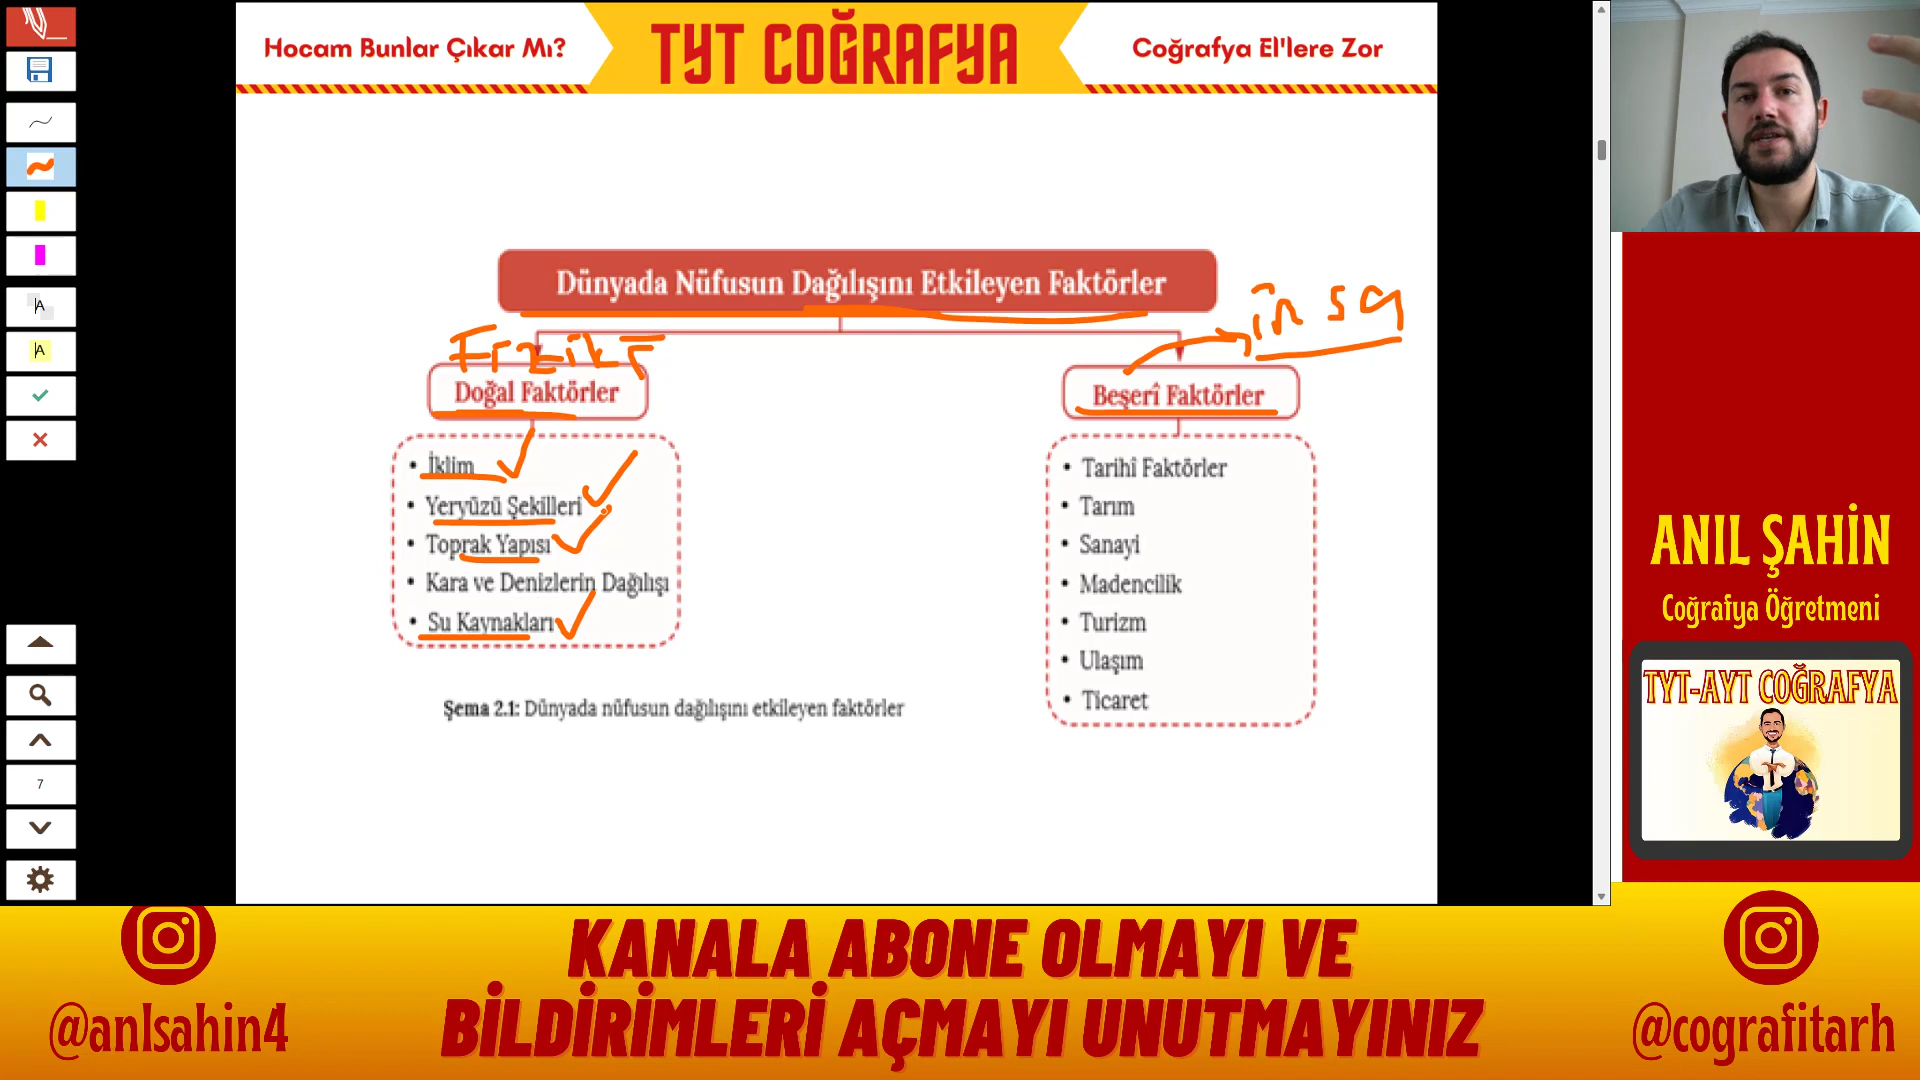 Hocam Bunlar Çıkar Mı?
TYT COĞRAFYA
Coğrafya El'lere Zor
Dünyada Nüfusun Dağılışını Etkileyen Faktörler
Doğal Faktörler
• İklim
• Yeryüzü Şekilleri
• Toprak Yapısı
• Kara ve Denizlerin Dağılışı
• Su Kaynakları
Beşerî Faktörler
• Tarihî Faktörler
• Tarım
• Sanayi
• Madencilik
• Turizm
• Ulaşım
• Ticaret
Şema 2.1: Dünyada nüfusun dağılışını etkileyen faktörler
7
ANIL ŞAHİN
Coğrafya Öğretmeni
TYT-AYT COĞRAFYA
KANALA ABONE OLMAYI VE
BİLDİRİMLERİ AÇMAYI UNUTMAYINIZ
@anlsahin4
@cografitarh